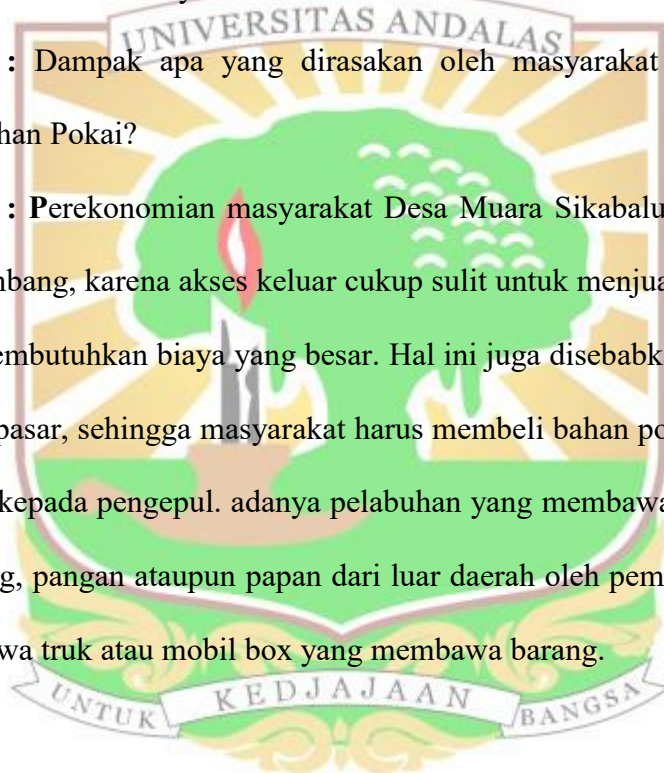 UNIVERSITAS ANDALAS
: Dampak apa yang dirasakan oleh masyarakat
han Pokai?
: Perekonomian masyarakat Desa Muara Sikabalu
bang, karena akses keluar cukup sulit untuk menjua
embutuhkan biaya yang besar. Hal ini juga disebabk
pasar, sehingga masyarakat harus membeli bahan po
kepada pengepul. adanya pelabuhan yang membawa
g, pangan ataupun papan dari luar daerah oleh pem
wa truk atau mobil box yang membawa barang.
UNTUK KEDJAJAAN BANGSA